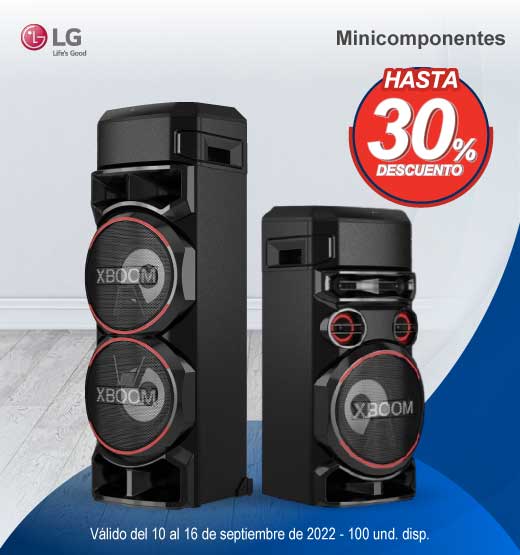 LG
Life's Good
Minicomponentes
HASTA
30%
DESCUENTO
XBOOM
XBOOM
XBOOM
Válido del 10 al 16 de septiembre de 2022 - 100 und. disp.